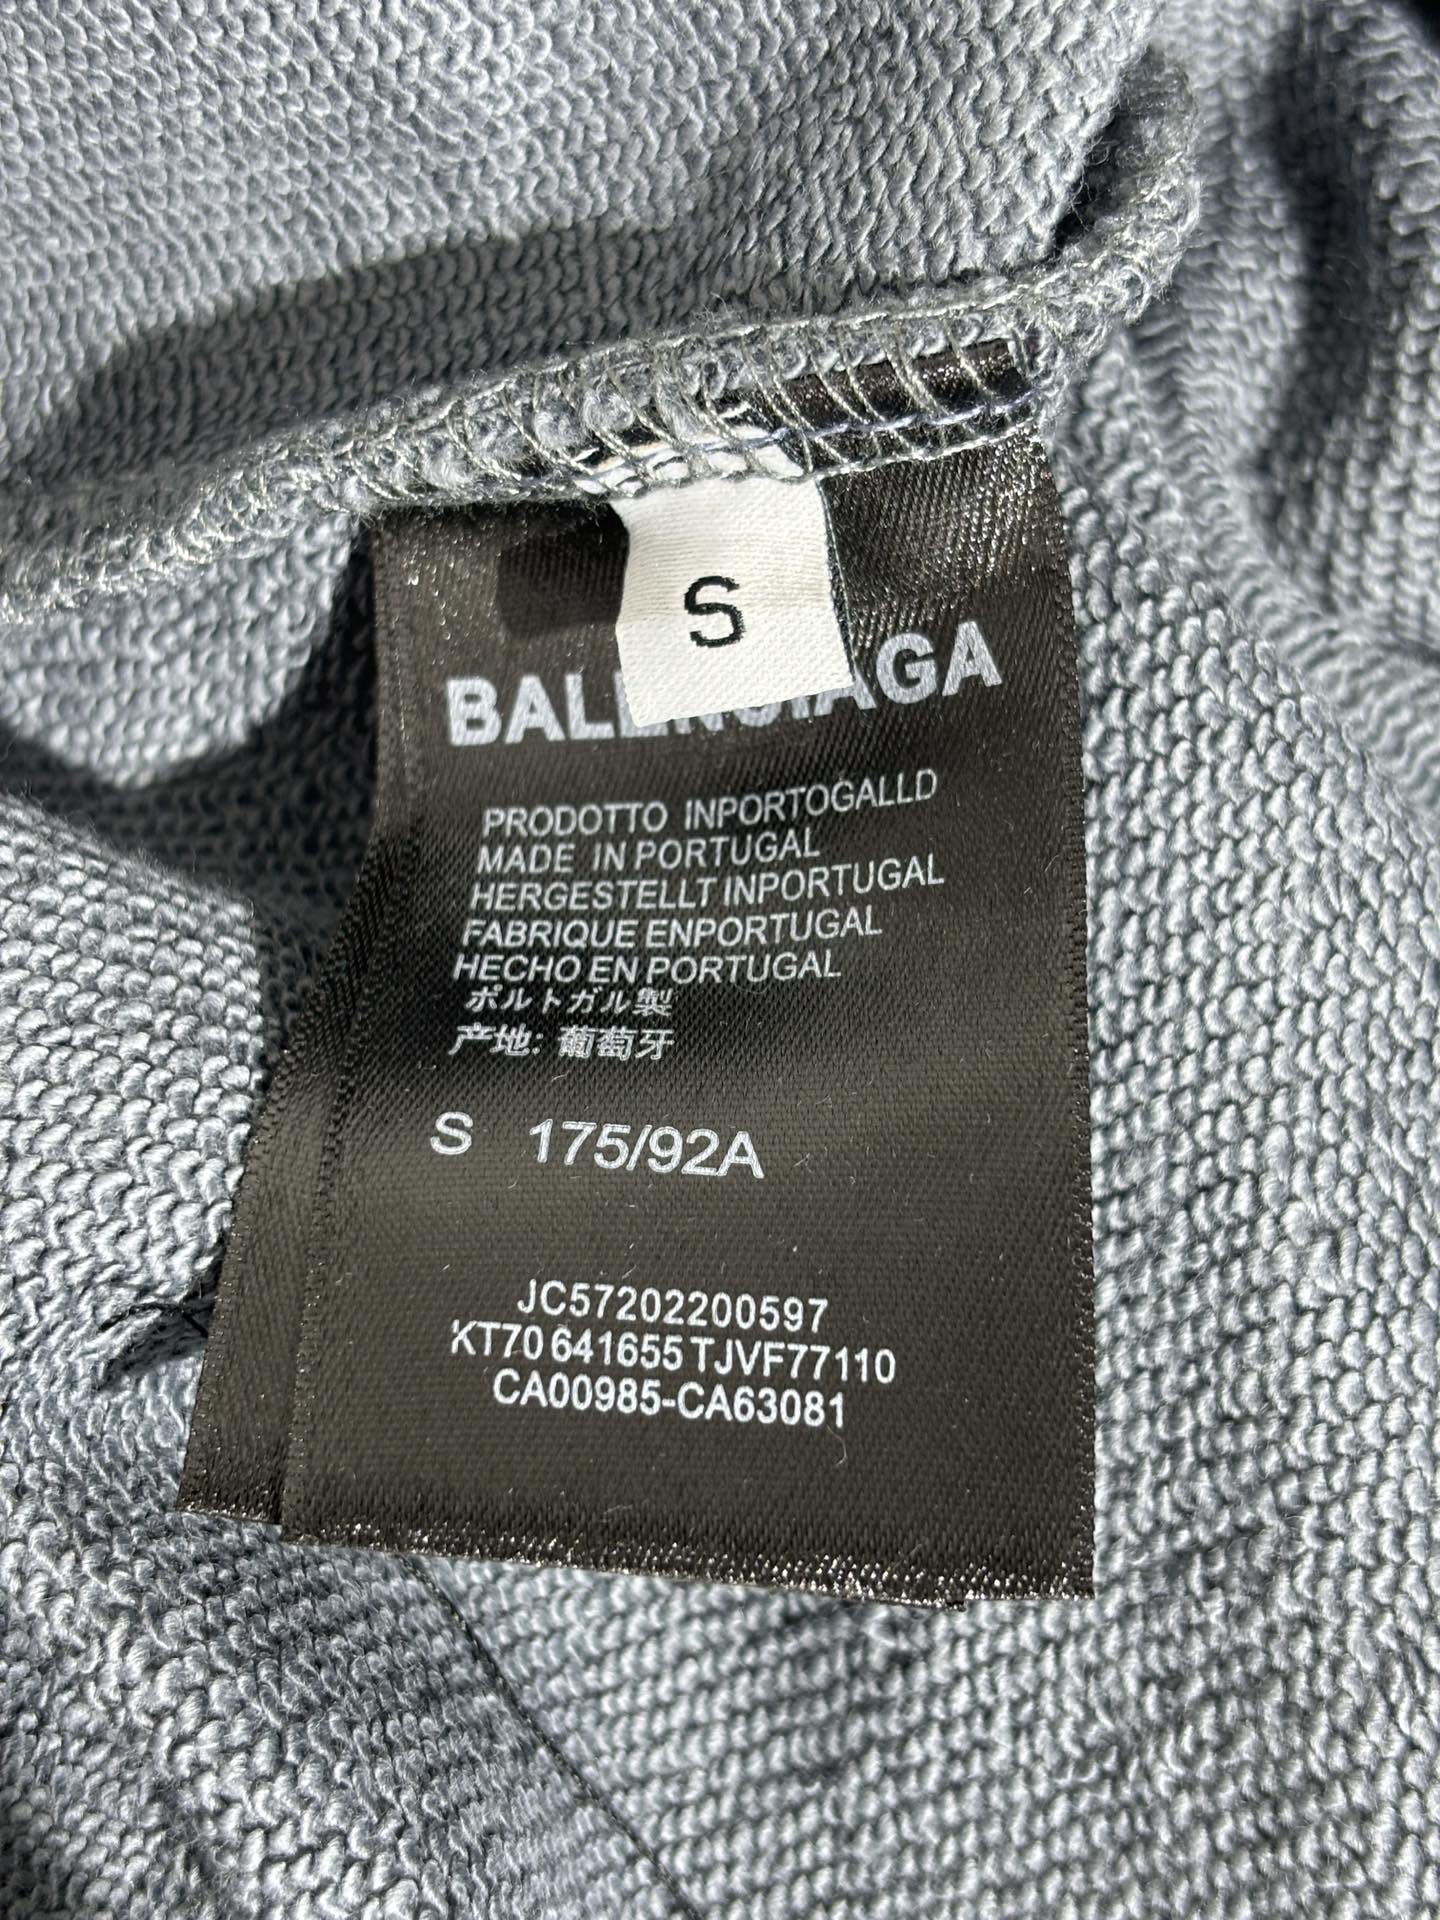 S
BALENCIAGA
PRODOTTO INPORTOGALLD
MADE IN PORTUGAL
HERGESTELLT INPORTUGAL
FABRIQUE ENPORTUGAL
HECHO EN PORTUGAL
ポルトガル製
产地: 葡萄牙
S 175/92A
JC57202200597
KT70 641655 TJVF77110
CA00985-CA63081